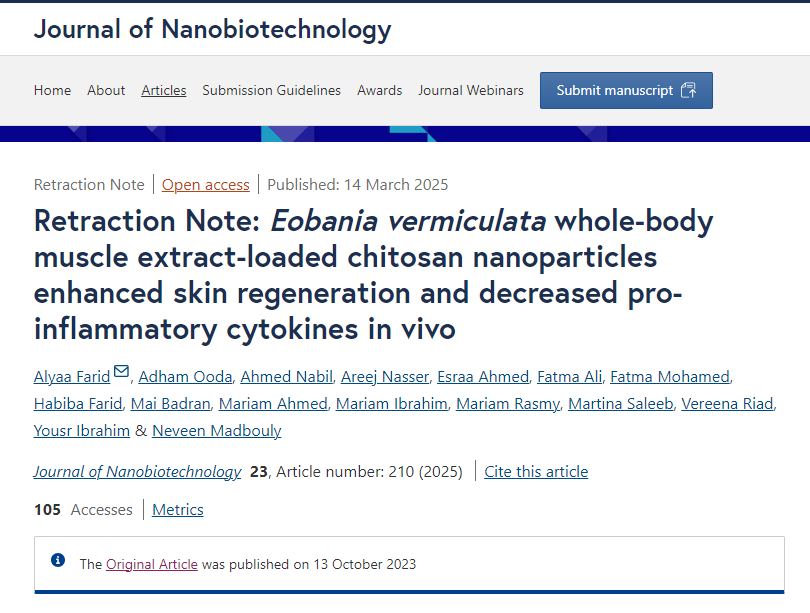 Journal of Nanobiotechnology
Home About Articles Submission Guidelines Awards Journal Webinars Submit manuscript
Retraction Note Open access Published: 14 March 2025
Retraction Note: Eobania vermiculata whole-body
muscle extract-loaded chitosan nanoparticles
enhanced skin regeneration and decreased pro-
inflammatory cytokines in vivo
Alyaa Farid, Adham Ooda, Ahmed Nabil, Areej Nasser, Esraa Ahmed, Fatma Ali, Fatma Mohamed,
Habiba Farid, Mai Badran, Mariam Ahmed, Mariam Ibrahim, Mariam Rasmy, Martina Saleeb, Vereena Riad,
Yousr Ibrahim & Neveen Madbouly
Journal of Nanobiotechnology 23, Article number: 210 (2025) Cite this article
105 Accesses Metrics
The Original Article was published on 13 October 2023